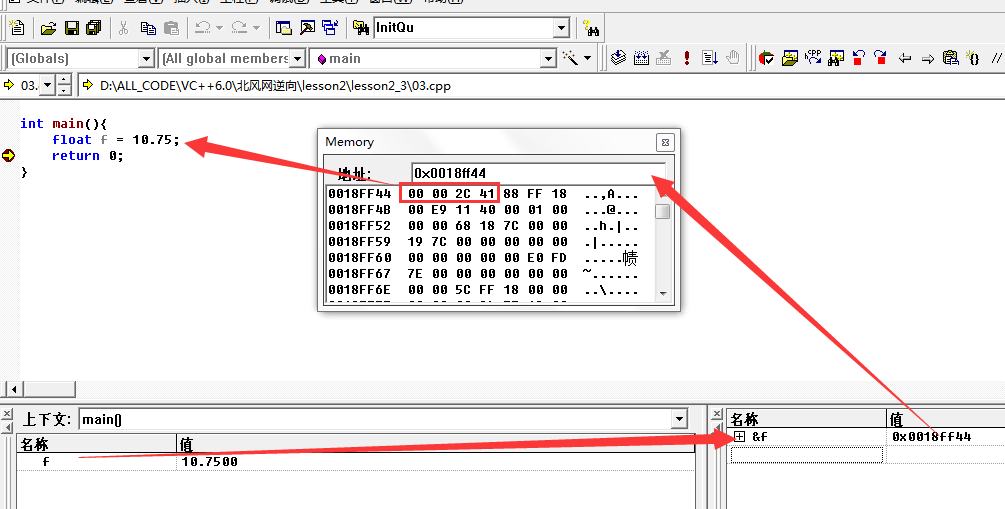 InitQu
(Globals)
(All global members
main
03.
D:\ALL_CODE\VC++6.0\北风网逆向\lesson2\lesson2_3\03.cpp
int main(){
float f = 10.75;
return 0;
}
Memory
地址:
0x0018ff44
0018FF44 00 00 2C 41 88 FF 18 ..,A...
0018FF4B 00 E9 11 40 00 01 00 ...@...
0018FF52 00 00 68 18 7C 00 00 ..h.|..
0018FF59 19 7C 00 00 00 00 00 .|.....
0018FF60 00 00 00 00 00 E0 FD .....帻
0018FF67 7E 00 00 00 00 00 00 ~......
0018FF6E 00 00 5C FF 18 00 00 ..\....
上下文:
main()
名称 值
f 10.7500
名称 值
&f 0x0018ff44